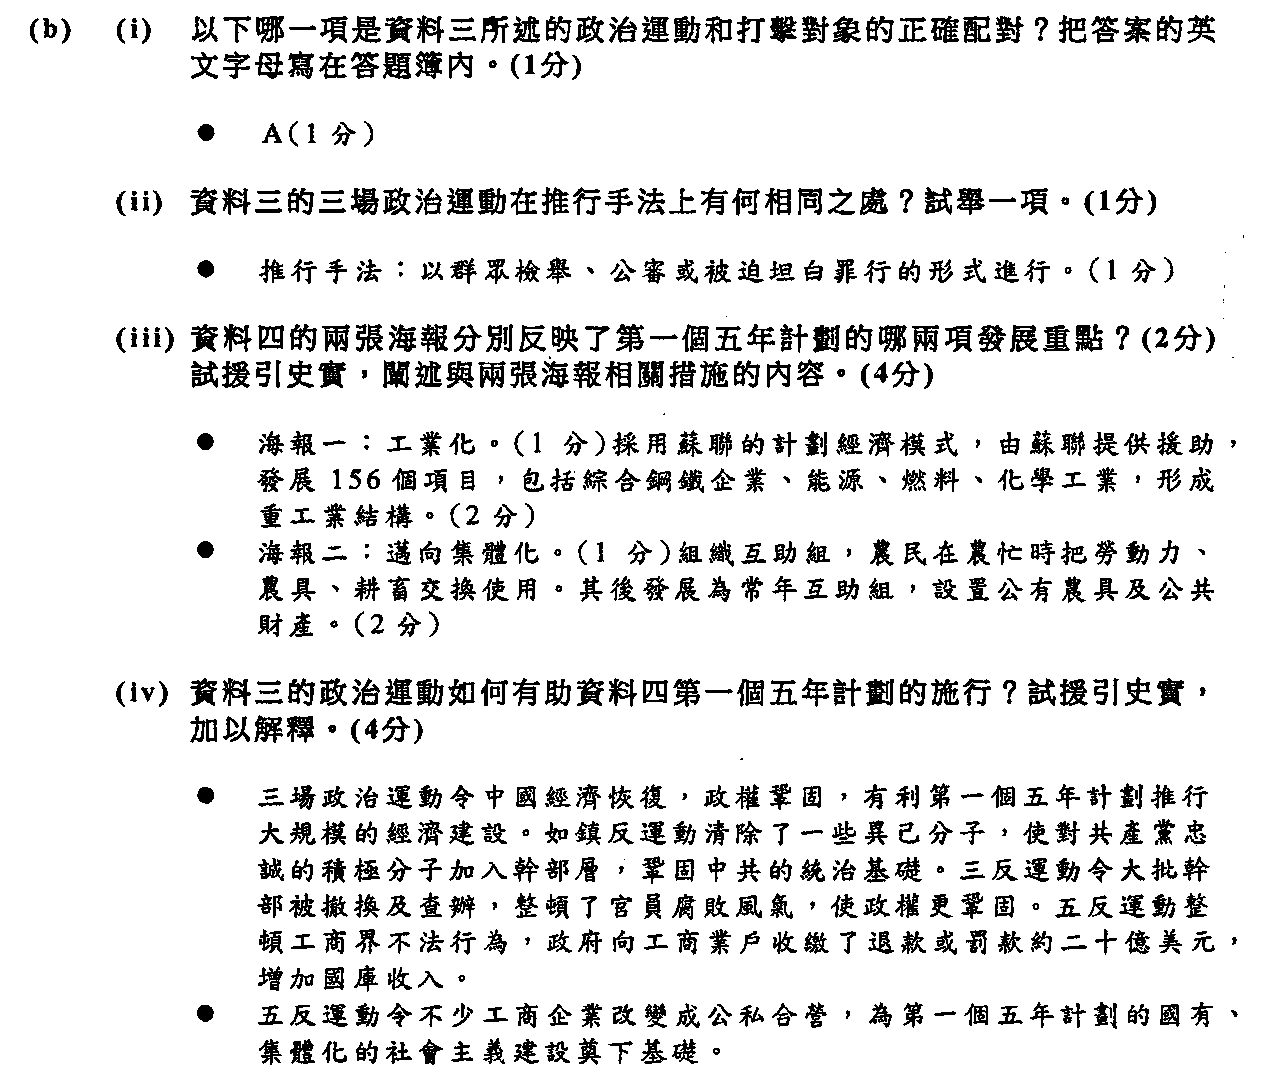 (b) (i) 以下哪一項是資料三所述的政治運動和打擊對象的正確配對？把答案的英
文字母寫在答題簿內。(1分)
● A(1 分)
(ii) 資料三的三場政治運動在推行手法上有何相同之處？試舉一項。(1分)
● 推行手法：以群眾檢舉、公審或被迫坦白罪行的形式進行。(1 分)
(iii) 資料四的兩張海報分別反映了第一個五年計劃的哪兩項發展重點？(2分)
試援引史實，闡述與兩張海報相關措施的內容。(4分)
● 海報一：工業化。(1 分)採用蘇聯的計劃經濟模式，由蘇聯提供援助，
發展 156 個項目，包括綜合鋼鐵企業、能源、燃料、化學工業，形成
重工業結構。(2 分)
● 海報二：邁向集體化。(1 分)組織互助組，農民在農忙時把勞動力、
農具、耕畜交換使用。其後發展為常年互助組，設置公有農具及公共
財產。(2 分)
(iv) 資料三的政治運動如何有助資料四第一個五年計劃的施行？試援引史實，
加以解釋。(4分)
● 三場政治運動令中國經濟恢復，政權鞏固，有利第一個五年計劃推行
大規模的經濟建設。如鎮反運動清除了一些異己分子，使對共產黨忠
誠的積極分子加入幹部層，鞏固中共的統治基礎。三反運動令大批幹
部被撤換及查辦，整頓了官員腐敗風氣，使政權更鞏固。五反運動整
頓工商界不法行為，政府向工商業戶收繳了退款或罰款約二十億美元，
增加國庫收入。
● 五反運動令不少工商企業改變成公私合營，為第一個五年計劃的國有、
集體化的社會主義建設奠下基礎。